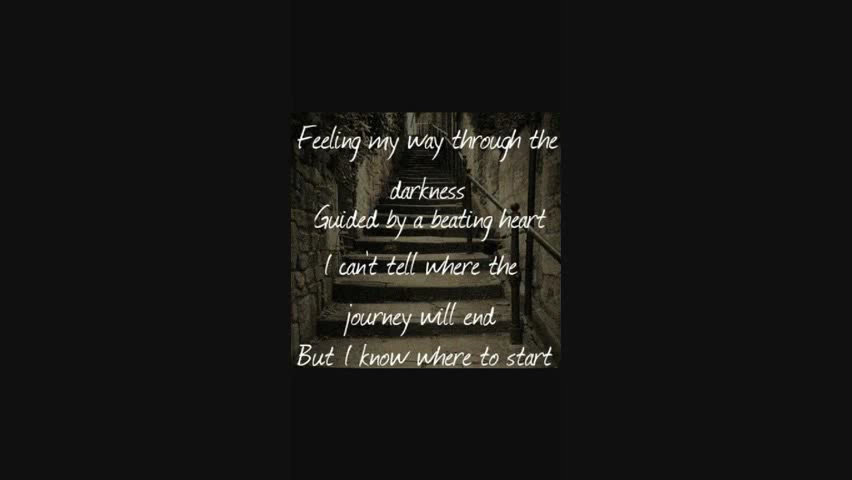 Feeling my way through the
darkness
Guided by a beating heart
I can't tell where the
journey will end
But I know where to start